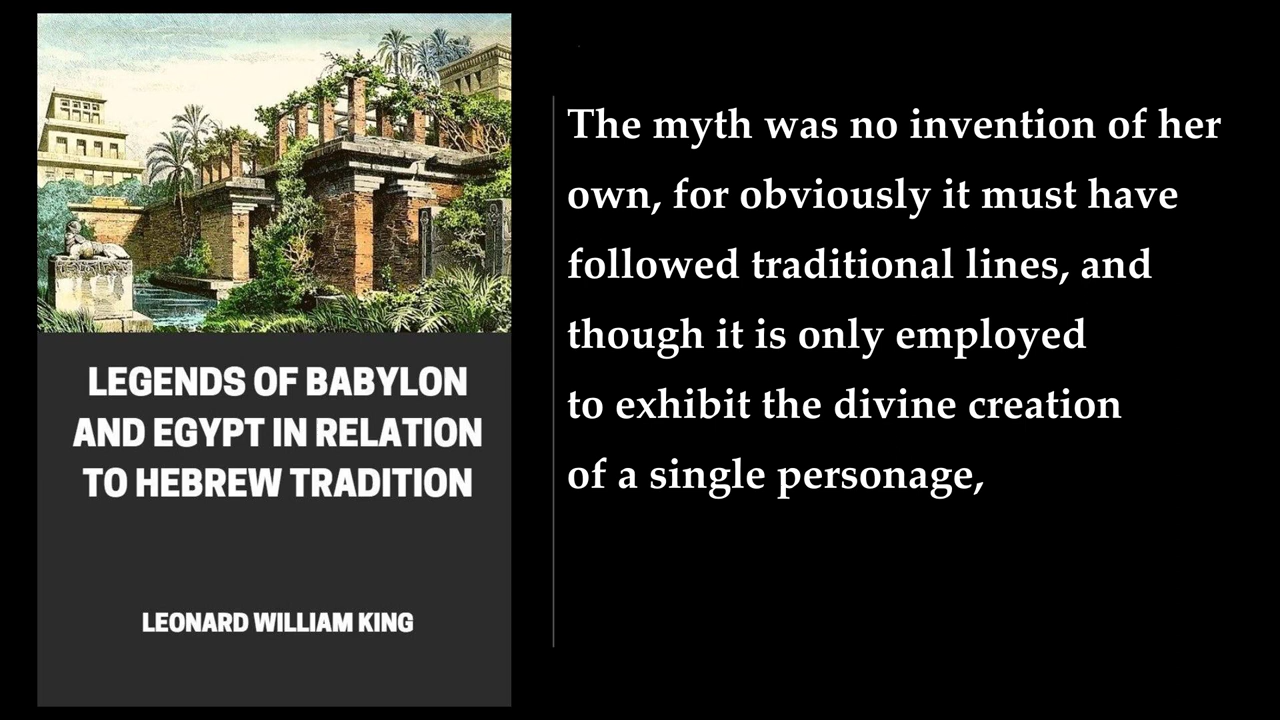 LEGENDS OF BABYLON
AND EGYPT IN RELATION
TO HEBREW TRADITION
LEONARD WILLIAM KING
The myth was no invention of her
own, for obviously it must have
followed traditional lines, and
though it is only employed
to exhibit the divine creation
of a single personage,